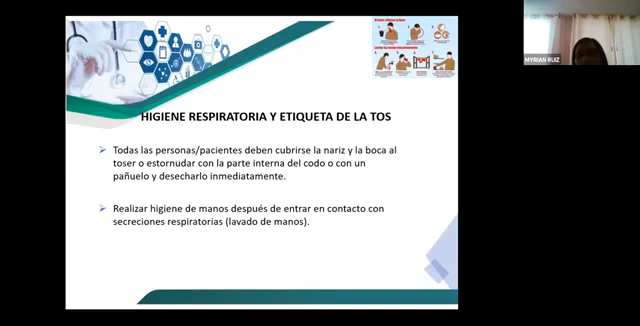 HIGIENE RESPIRATORIA Y ETIQUETA DE LA TOS
Todas las personas/pacientes deben cubrirse la nariz y la boca al
toser o estornudar con la parte interna del codo o con un
pañuelo y desecharlo inmediatamente.
Realizar higiene de manos después de entrar en contacto con
secreciones respiratorias (lavado de manos).
MYRIAN RUIZ